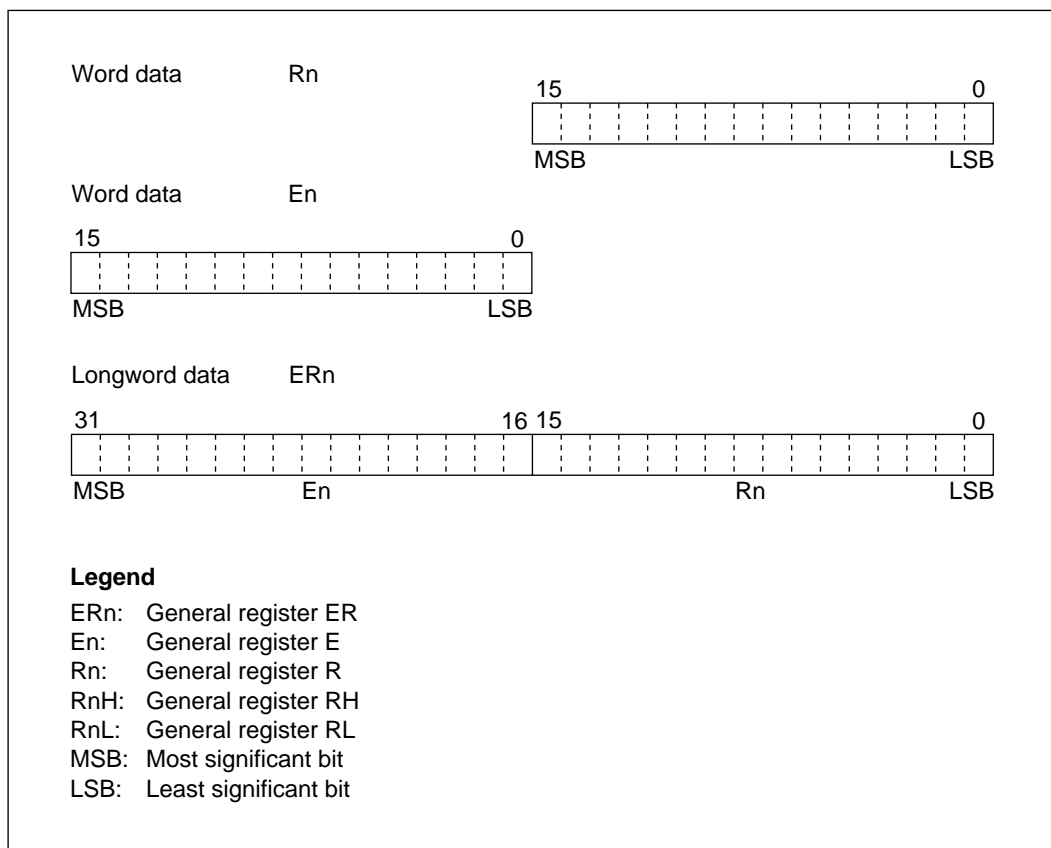 Word data Rn
15 0
MSB LSB
Word data En
15 0
MSB LSB
Longword data ERn
31 16 15 0
MSB En Rn LSB
Legend
ERn: General register ER
En: General register E
Rn: General register R
RnH: General register RH
RnL: General register RL
MSB: Most significant bit
LSB: Least significant bit